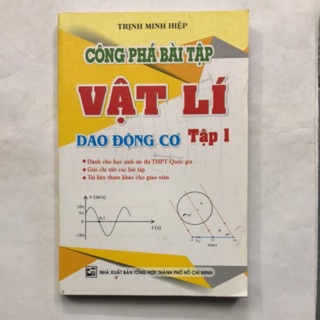 TRỊNH MINH HIỆP
CÔNG PHÁ BÀI TẬP
VẬT LÍ
DAO ĐỘNG CƠ Tập 1
• Dành cho học sinh ôn thi THPT Quốc gia
• Giải chi tiết các bài tập
• Tài liệu tham khảo cho giáo viên
t (s)
NHÀ XUẤT BẢN TỔNG HỢP THÀNH PHỐ HỒ CHÍ MINH